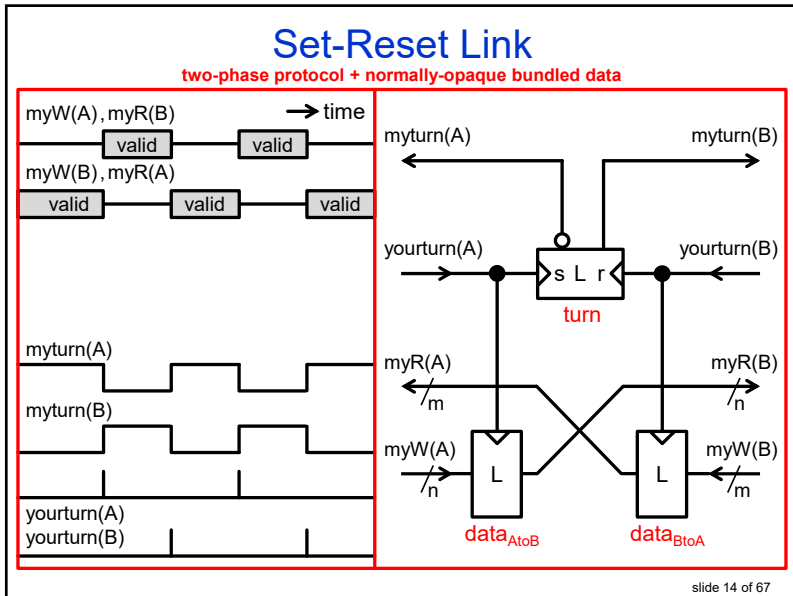 Set-Reset Link
two-phase protocol + normally-opaque bundled data
myW(A) , myR(B)
time
valid
valid
myW(B), myR(A)
valid
valid
valid
myturn(A)
myturn(B)
yourturn(A)
yourturn(B)
myturn(A)
myturn(B)
yourturn(A)
yourturn(B)
s L r
turn
myR(A)
m
myR(B)
n
myW(A)
n
L
L
myW(B)
m
dataAtoB
dataBtoA
slide 14 of 67